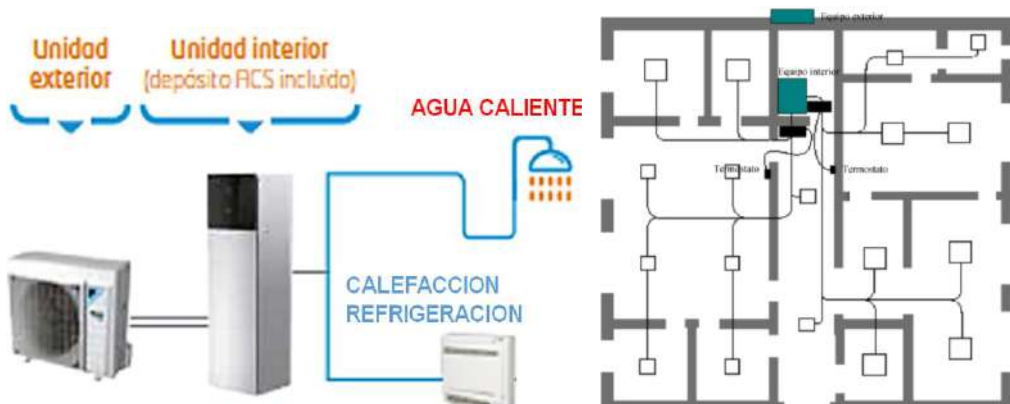 Unidad
exterior
Unidad interior
(depósito ACS incluido)
AGUA CALIENTE
CALEFACCION
REFRIGERACION
Equipo exterior
Equipo interior
Termostato
Termostato